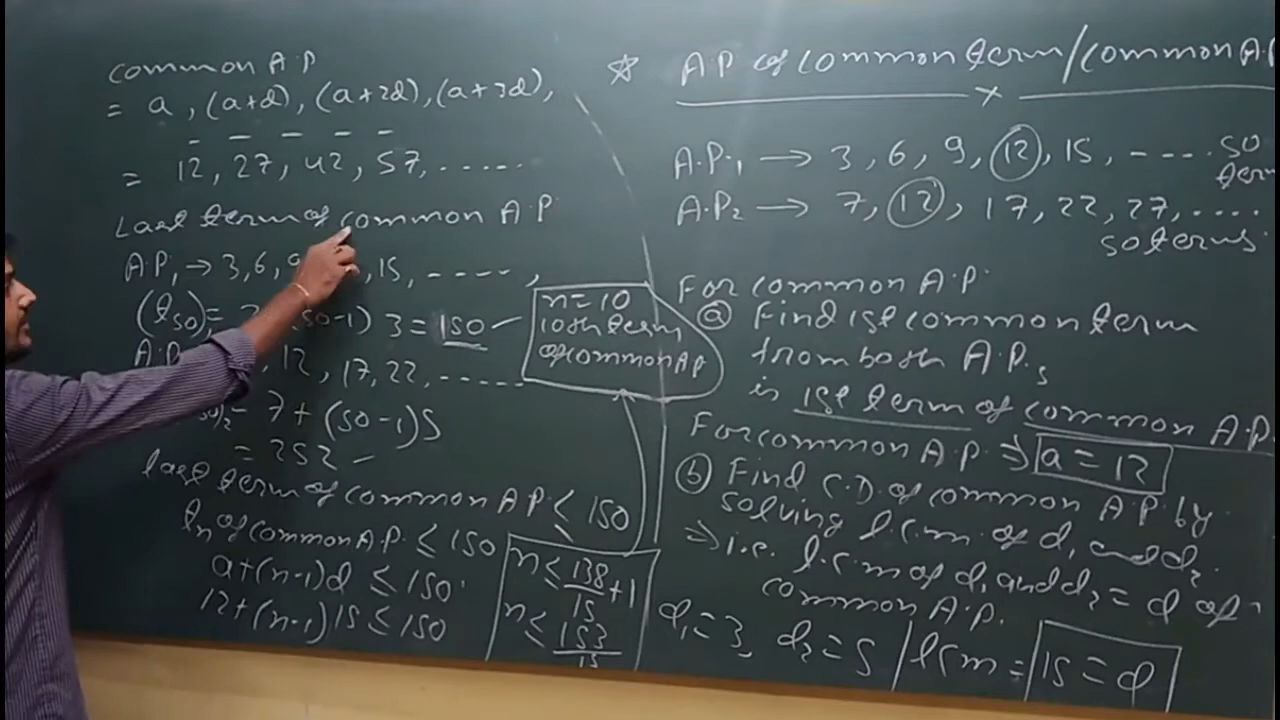 common A.P
= a, (a+d), (a+2d), (a+3d),
- - - - -
= 12, 27, 42, 57, ......
Last term of common A.P
A.P₁ → 3, 6, 9, 15, -----,
3 = 150
12, 17, 22, -----
7 + (50-1)5
= 252
last term of common A.P. ≤ 150
ln of common A.P. ≤ 150
a+(n-1)d ≤ 150
12+(n-1)15 ≤ 150
n ≤ 138/15 + 1
n ≤ 153/15
n = 10
10th term
of common AP
☆ A.P of common term/common A.P
A.P.₁ → 3, 6, 9, 12, 15, - - - - 50
term
A.P₂ → 7, 12, 17, 22, 27, ....
50 terms.
For common A.P
(a) Find 1st common term
from both A.P.s
is 1st term of common A.P.
For common A.P ⇒ a = 12
(b) Find C.D. of common A.P by
solving l.c.m. of d₁ and d₂.
⇒ i.e. l.c.m of d₁ and d₂ = d of
common A.P.
d₁ = 3, d₂ = 5 / lcm = 15 = d